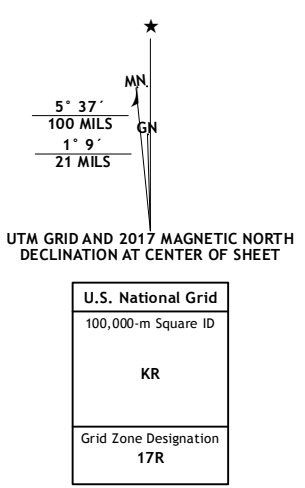 ★
MN
5° 37´
100 MILS
GN
1° 9´
21 MILS
UTM GRID AND 2017 MAGNETIC NORTH
DECLINATION AT CENTER OF SHEET
U.S. National Grid
100,000-m Square ID
KR
Grid Zone Designation
17R